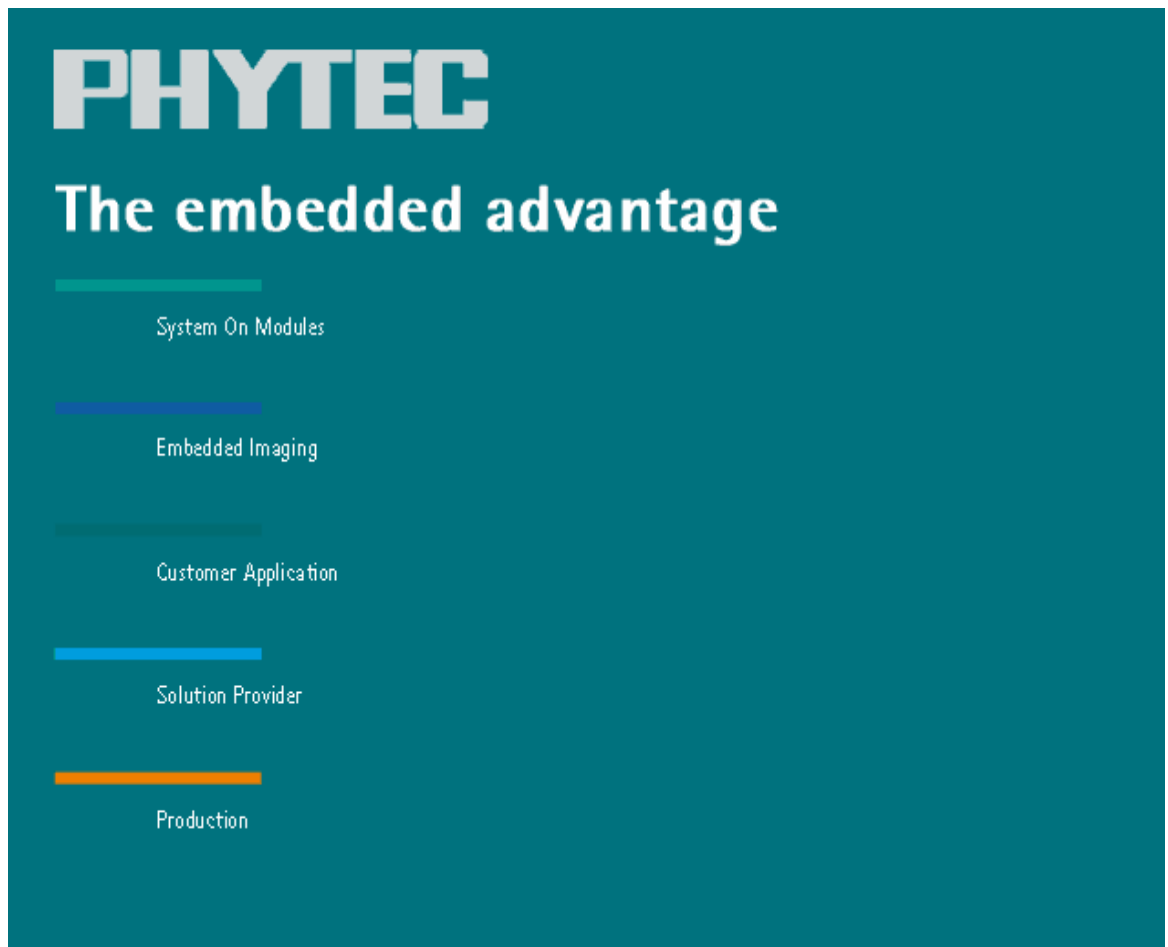 PHYTEC
The embedded advantage
System On Modules
Embedded Imaging
Customer Application
Solution Provider
Production